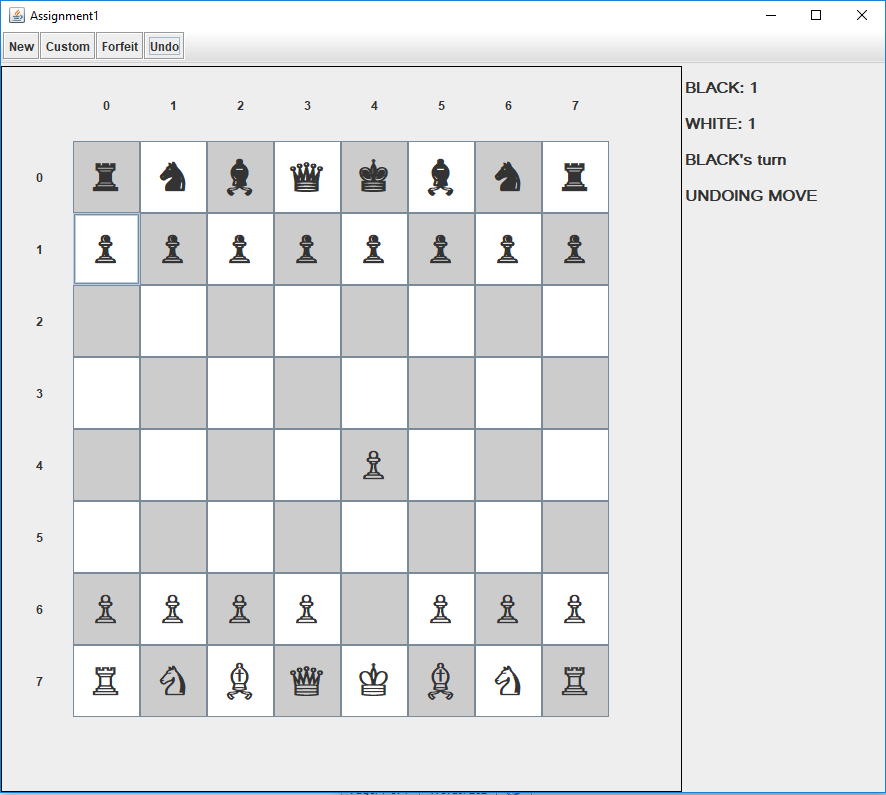 Assignment1
New Custom Forfeit Undo
0 1 2 3 4 5 6 7
0
1
2
3
4
5
6
7
BLACK: 1
WHITE: 1
BLACK's turn
UNDOING MOVE